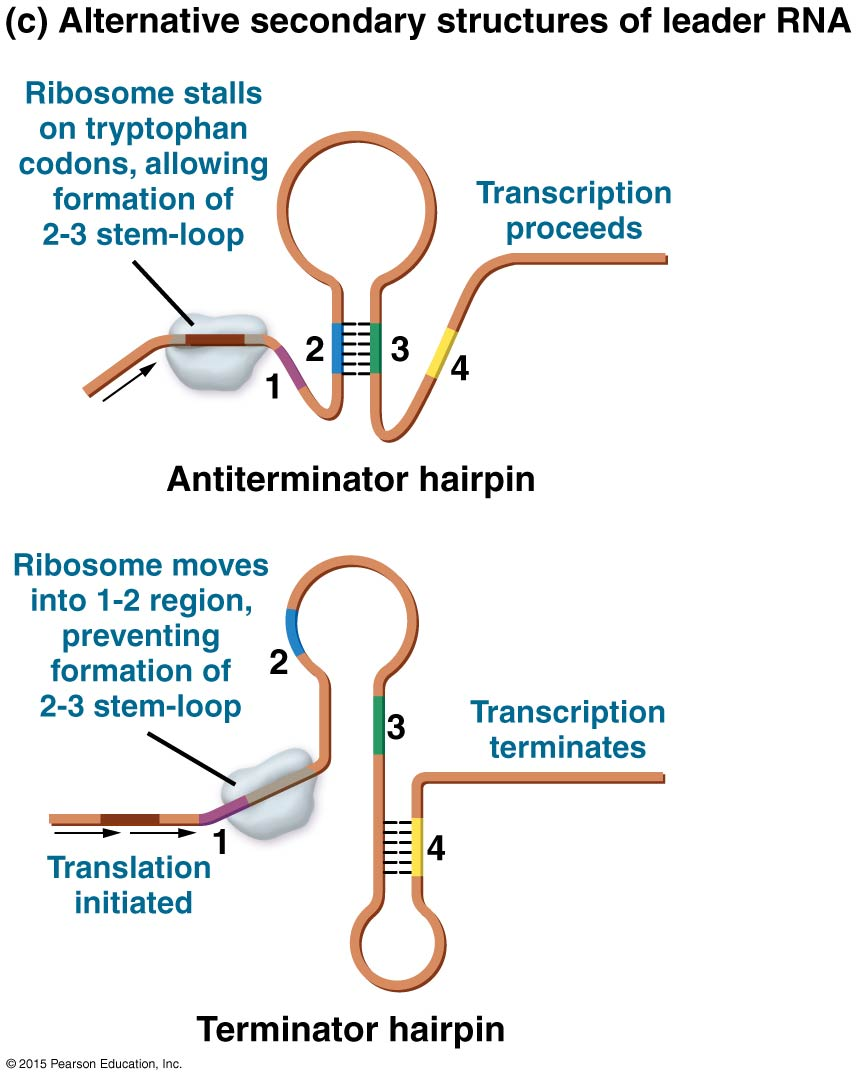 (c) Alternative secondary structures of leader RNA
Ribosome stalls
on tryptophan
codons, allowing
formation of
2-3 stem-loop
Transcription
proceeds
1
2
3
4
Antiterminator hairpin
Ribosome moves
into 1-2 region,
preventing
formation of
2-3 stem-loop
2
3
Transcription
terminates
1
4
Translation
initiated
Terminator hairpin
© 2015 Pearson Education, Inc.